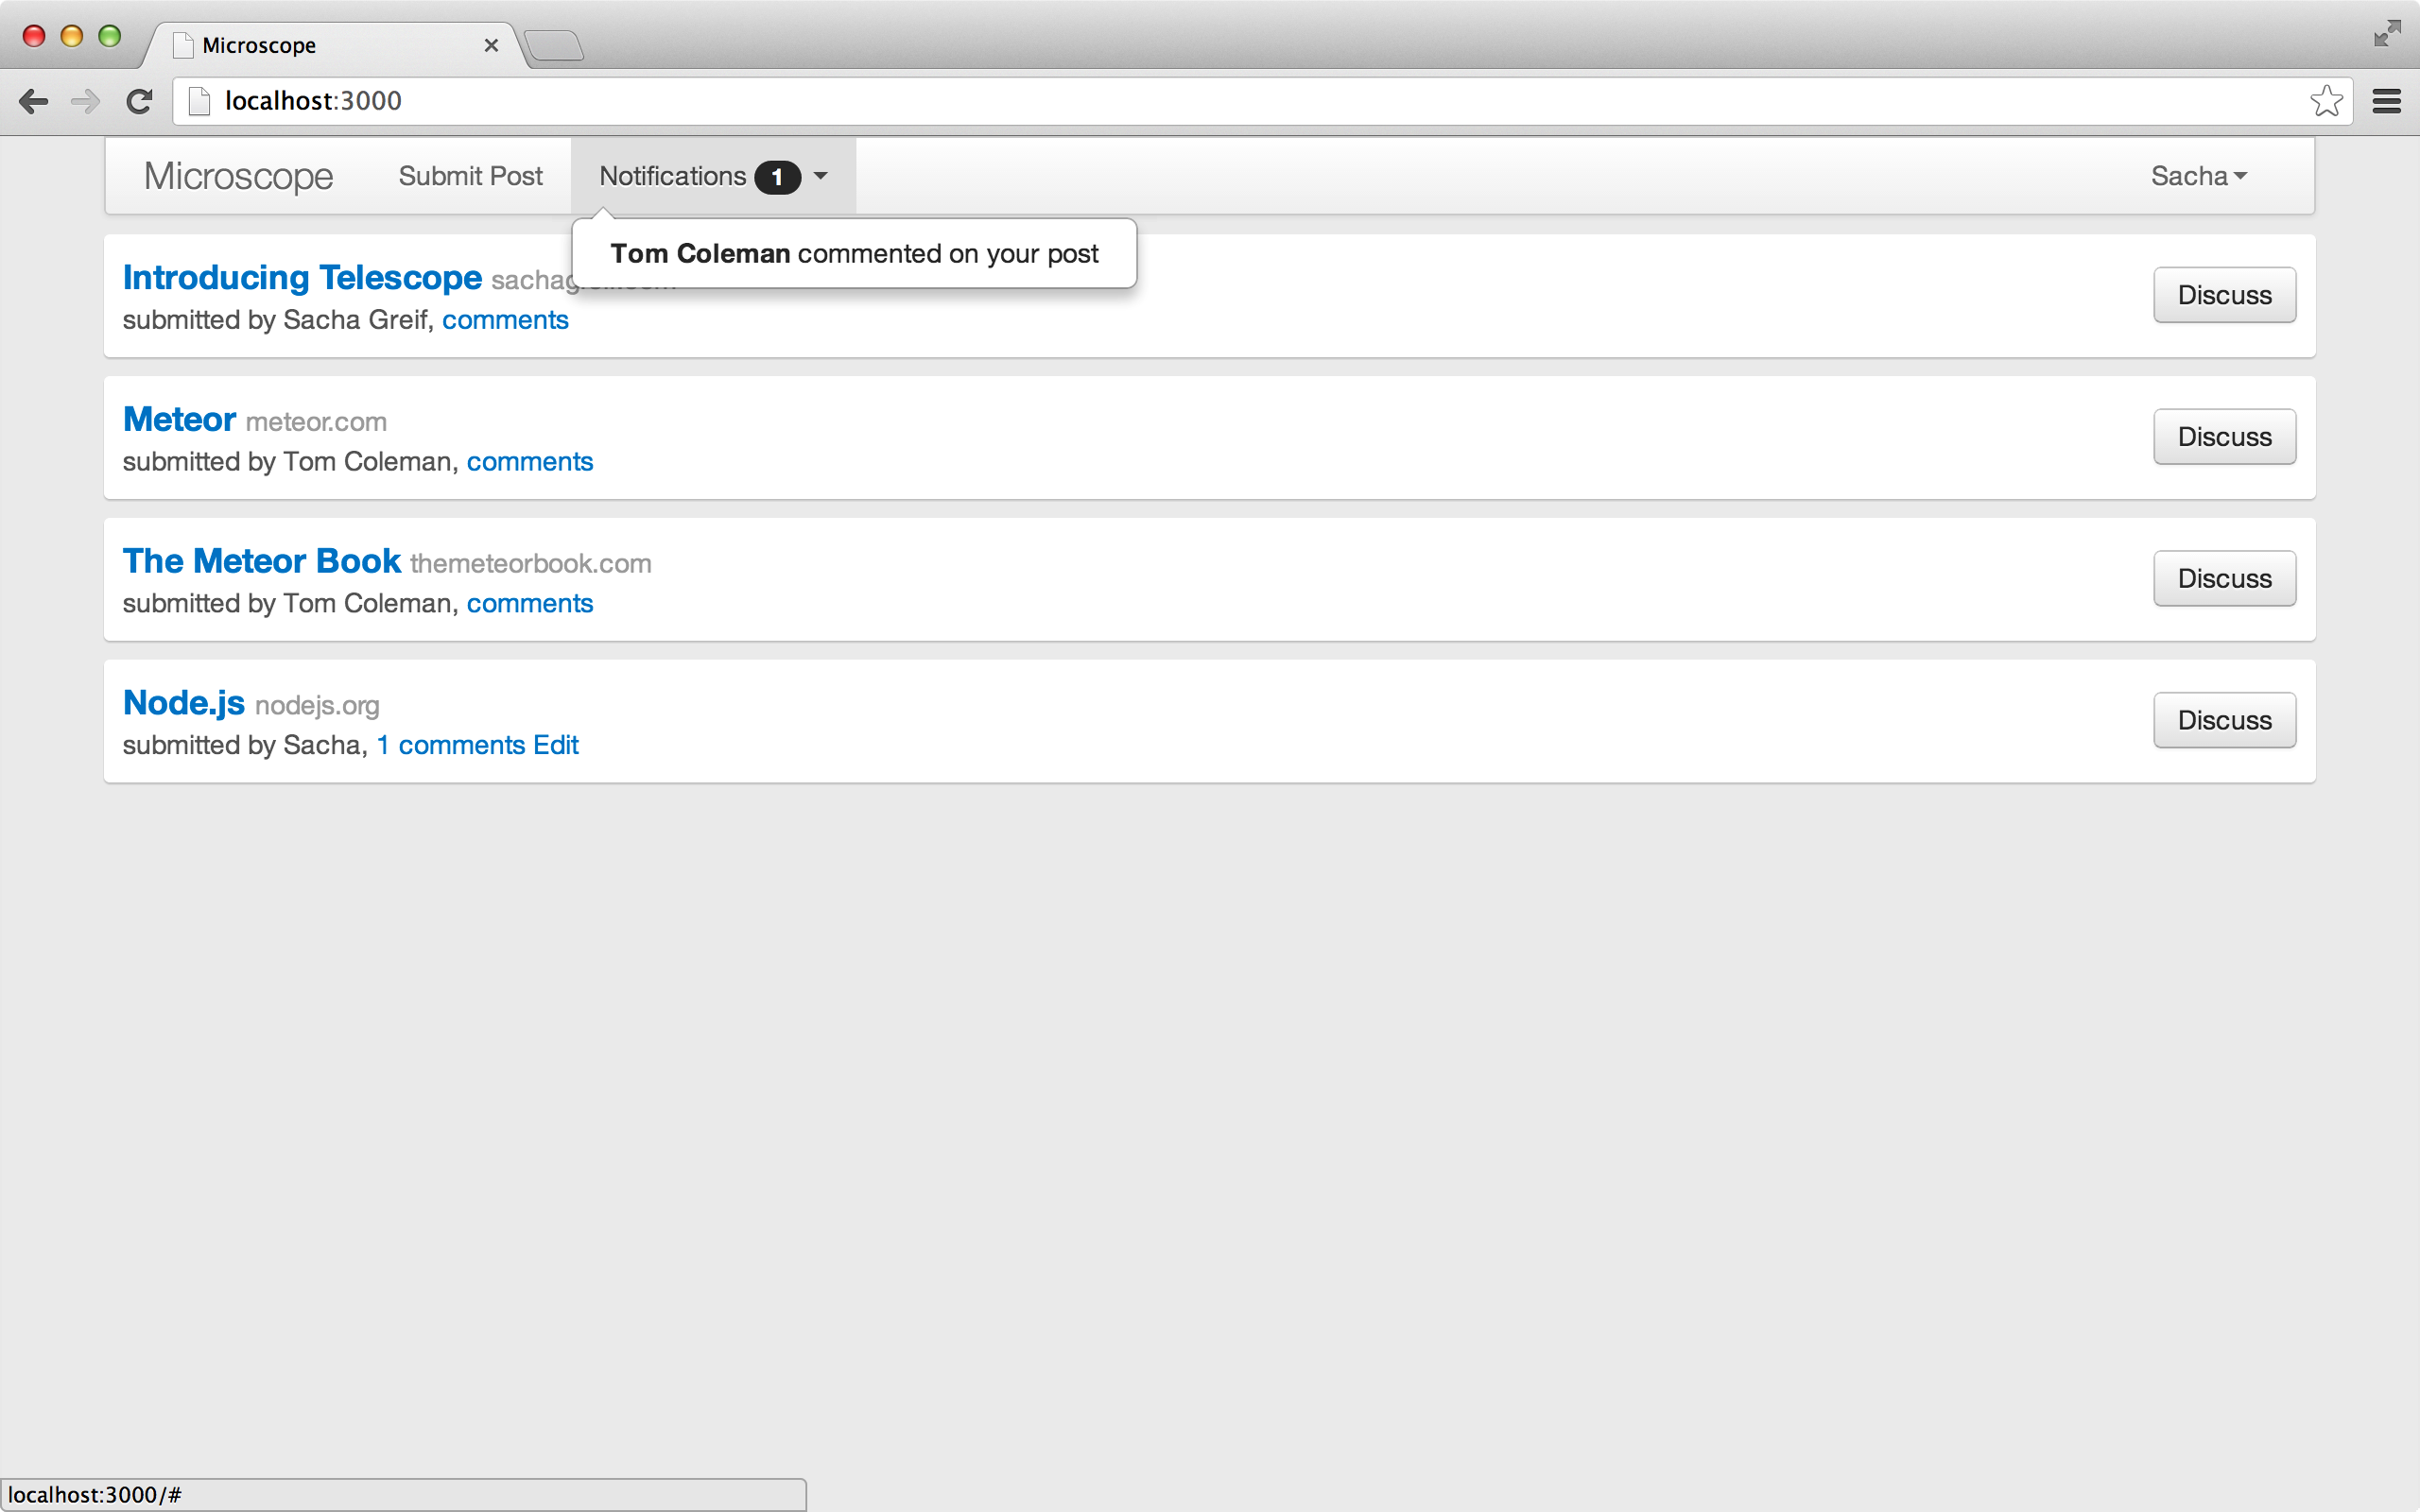 Microscope
localhost:3000
Microscope Submit Post Notifications 1 Sacha
Tom Coleman commented on your post
Introducing Telescope
submitted by Sacha Greif, comments
Discuss
Meteor meteor.com
submitted by Tom Coleman, comments
Discuss
The Meteor Book themeteorbook.com
submitted by Tom Coleman, comments
Discuss
Node.js nodejs.org
submitted by Sacha, 1 comments Edit
Discuss
localhost:3000/#